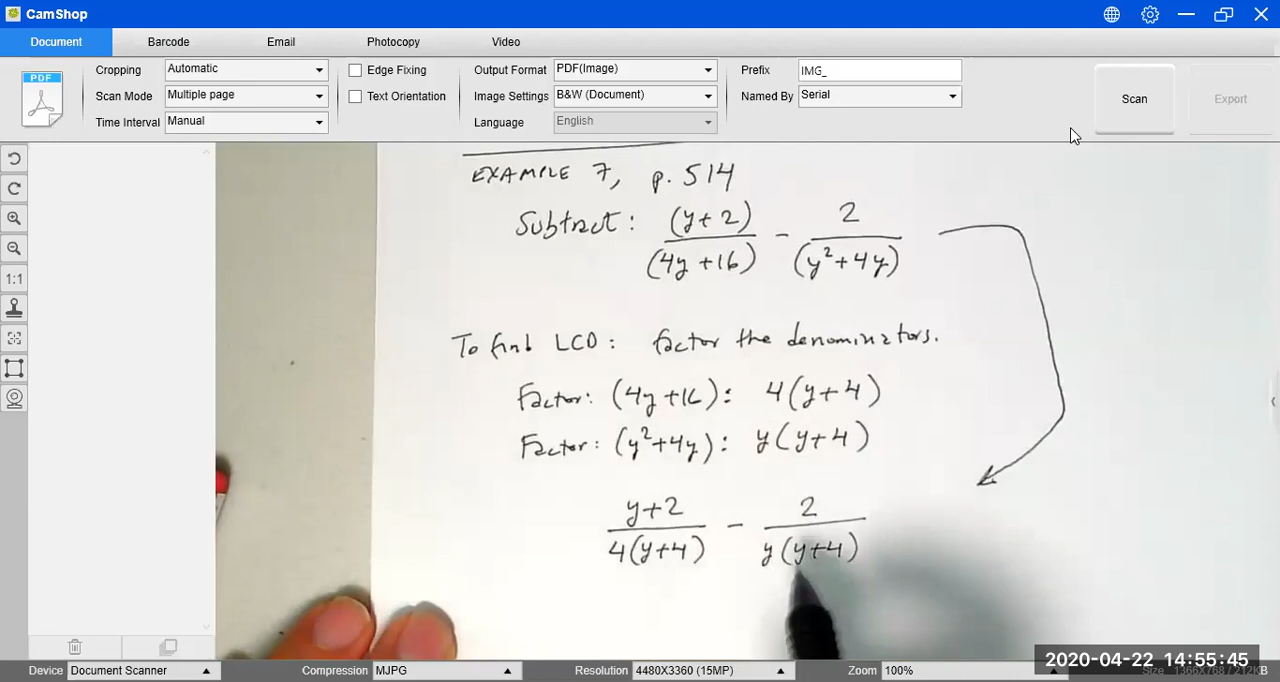 CamShop
Document Barcode Email Photocopy Video
PDF Cropping Automatic Edge Fixing Output Format PDF(Image) Prefix IMG_
Scan Mode Multiple page Text Orientation Image Settings B&W (Document) Named By Serial Scan Export
Time Interval Manual Language English
1:1
EXAMPLE 7, p. 514
Subtract: (y+2)/(4y+16) - 2/(y²+4y)
To find LCD: factor the denominators.
Factor: (4y+16): 4(y+4)
Factor: (y²+4y): y(y+4)
y+2/4(y+4) - 2/y(y+4)
2020-04-22 14:55:45
Device Document Scanner Compression MJPG Resolution 4480X3360 (15MP) Zoom 100%